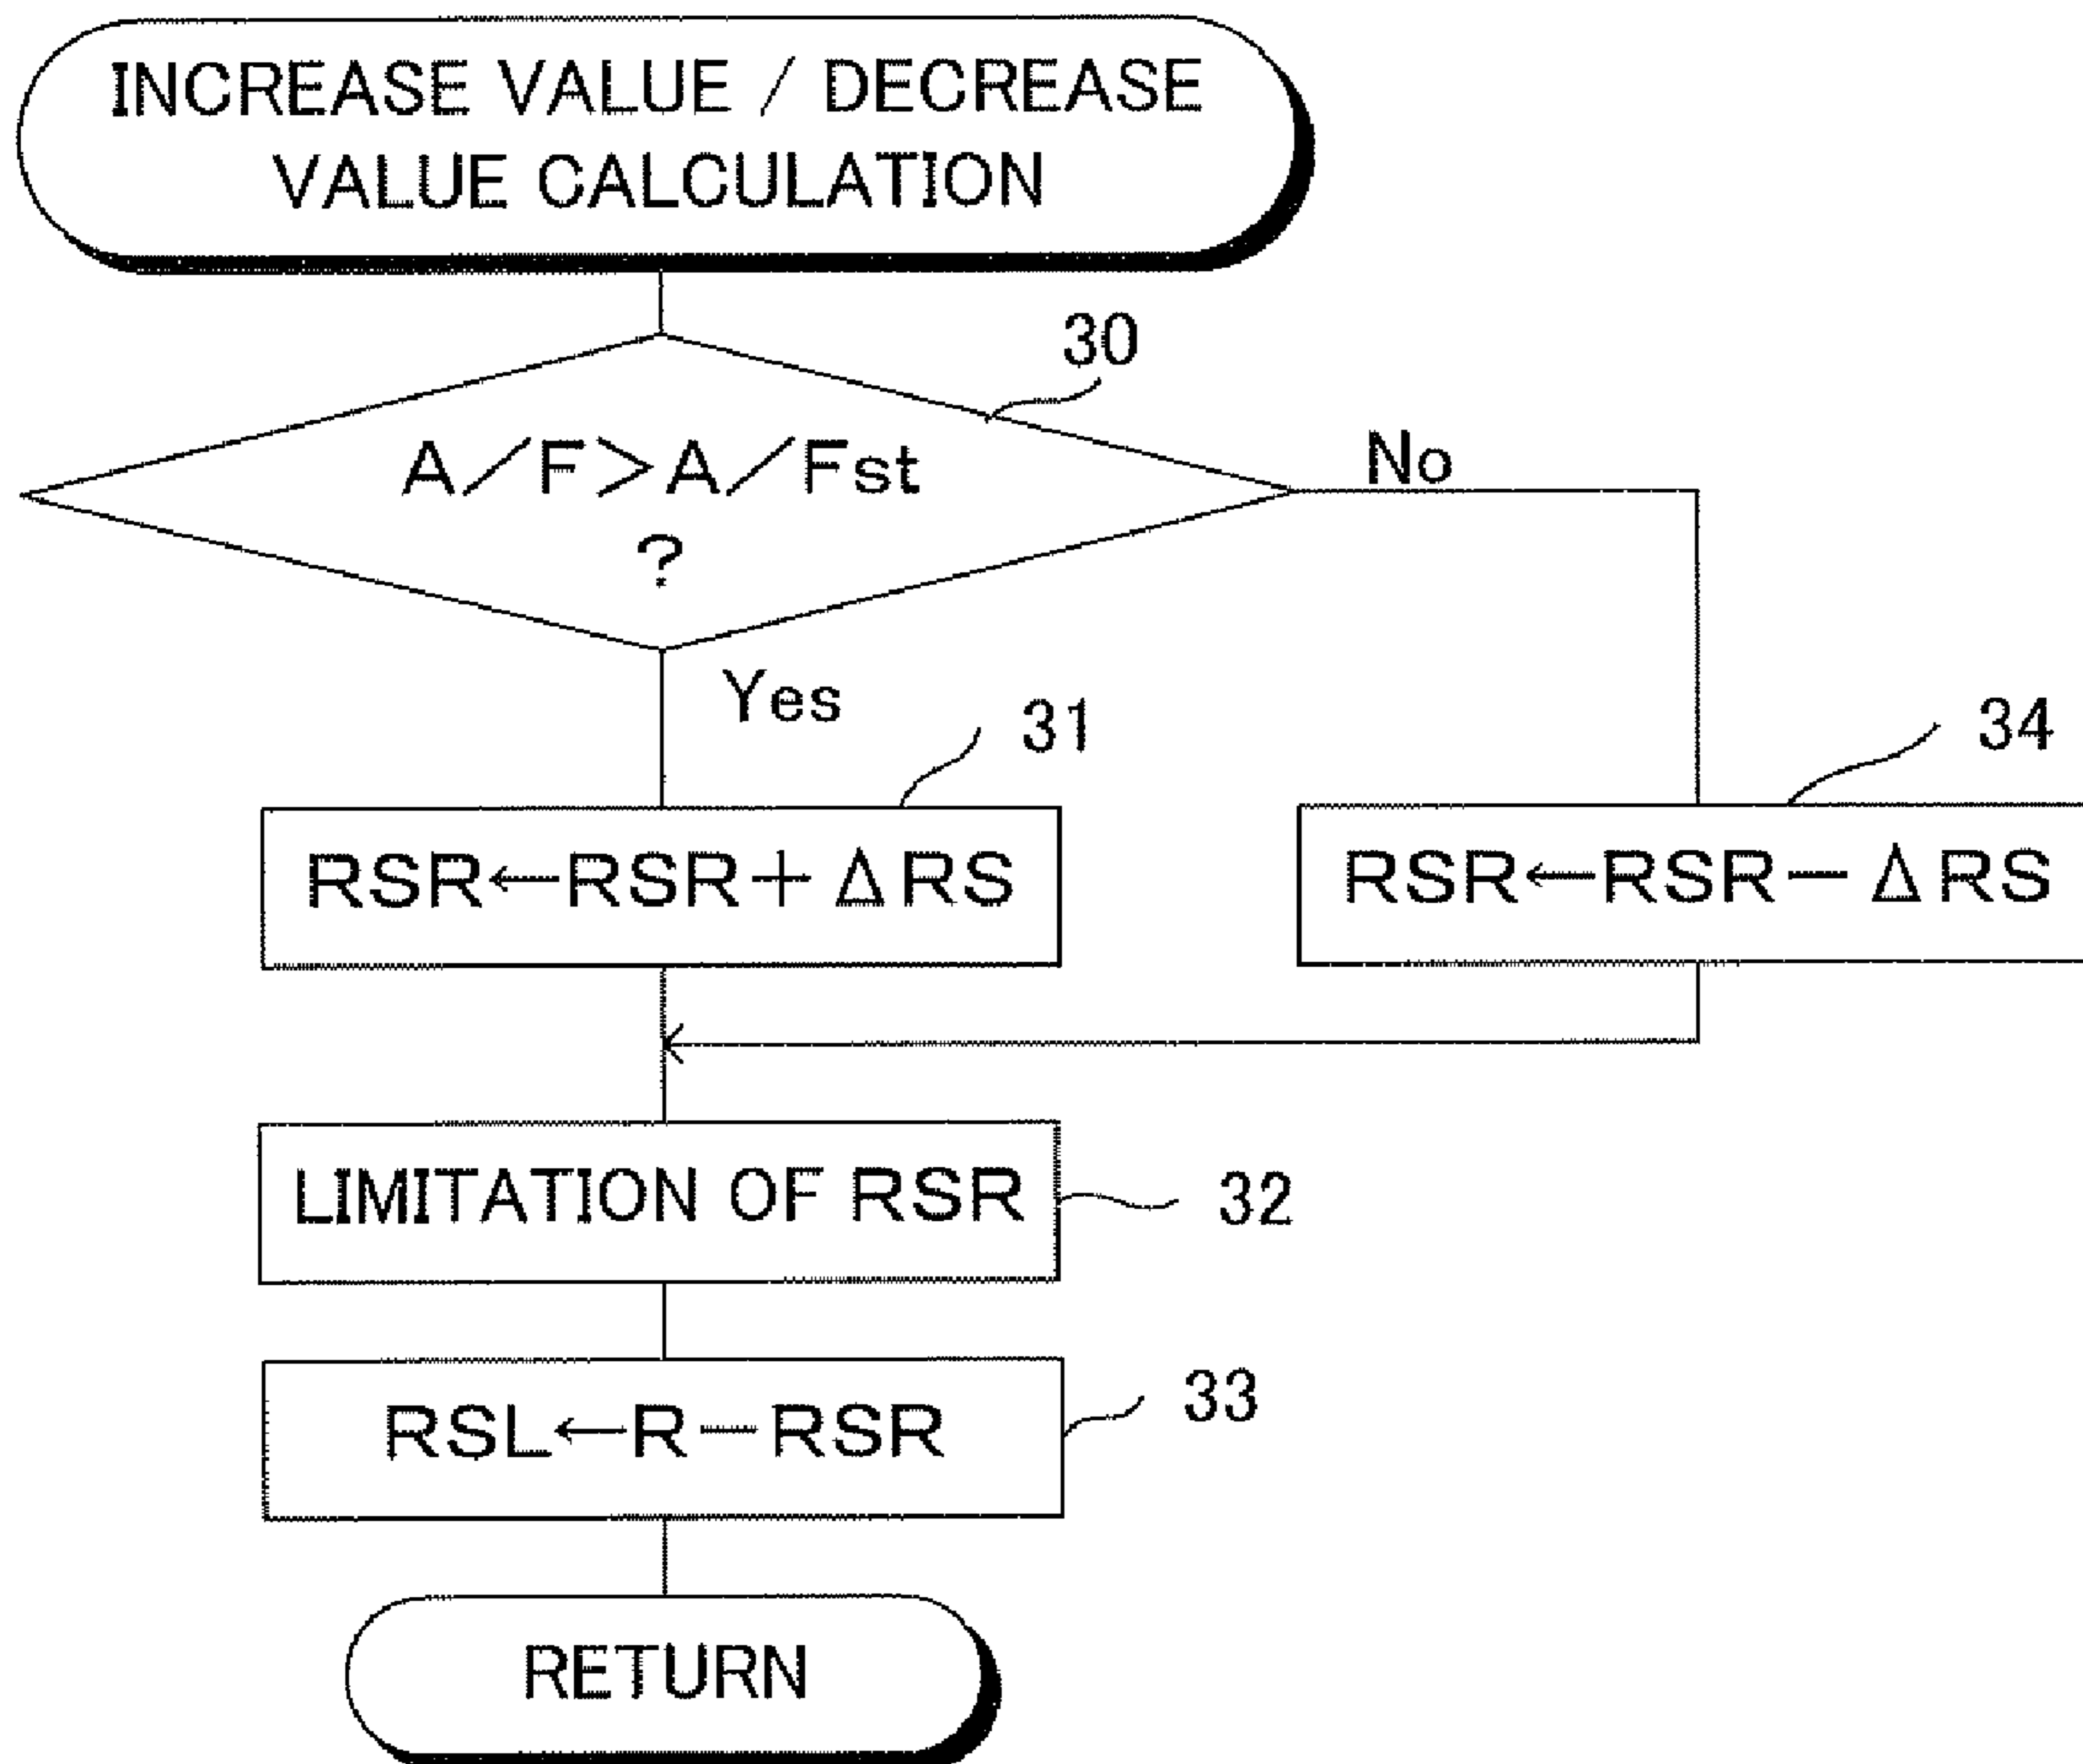 INCREASE VALUE / DECREASE
VALUE CALCULATION
30
A/F>A/Fst
?
No
Yes
31
34
RSR←RSR+ΔRS
RSR←RSR−ΔRS
LIMITATION OF RSR
32
RSL←R−RSR
33
RETURN